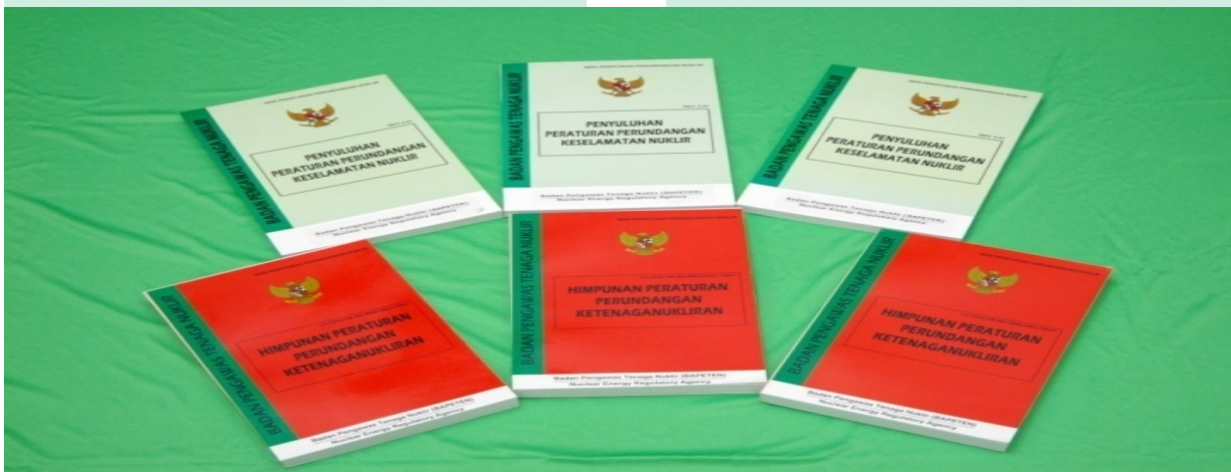 BADAN PENGAWAS TENAGA NUKLIR
PENYULUHAN
PERATURAN PERUNDANGAN
KESELAMATAN NUKLIR
Badan Pengawas Tenaga Nuklir (BAPETEN)
Nuclear Energy Regulatory Agency
BADAN PENGAWAS TENAGA NUKLIR
PENYULUHAN
PERATURAN PERUNDANGAN
KESELAMATAN NUKLIR
Badan Pengawas Tenaga Nuklir (BAPETEN)
Nuclear Energy Regulatory Agency
BADAN PENGAWAS TENAGA NUKLIR
PENYULUHAN
PERATURAN PERUNDANGAN
KESELAMATAN NUKLIR
Badan Pengawas Tenaga Nuklir (BAPETEN)
Nuclear Energy Regulatory Agency
BADAN PENGAWAS TENAGA NUKLIR
HIMPUNAN PERATURAN
PERUNDANGAN
KETENAGANUKLIRAN
Badan Pengawas Tenaga Nuklir (BAPETEN)
Nuclear Energy Regulatory Agency
BADAN PENGAWAS TENAGA NUKLIR
HIMPUNAN PERATURAN
PERUNDANGAN
KETENAGANUKLIRAN
Badan Pengawas Tenaga Nuklir (BAPETEN)
Nuclear Energy Regulatory Agency
BADAN PENGAWAS TENAGA NUKLIR
HIMPUNAN PERATURAN
PERUNDANGAN
KETENAGANUKLIRAN
Badan Pengawas Tenaga Nuklir (BAPETEN)
Nuclear Energy Regulatory Agency